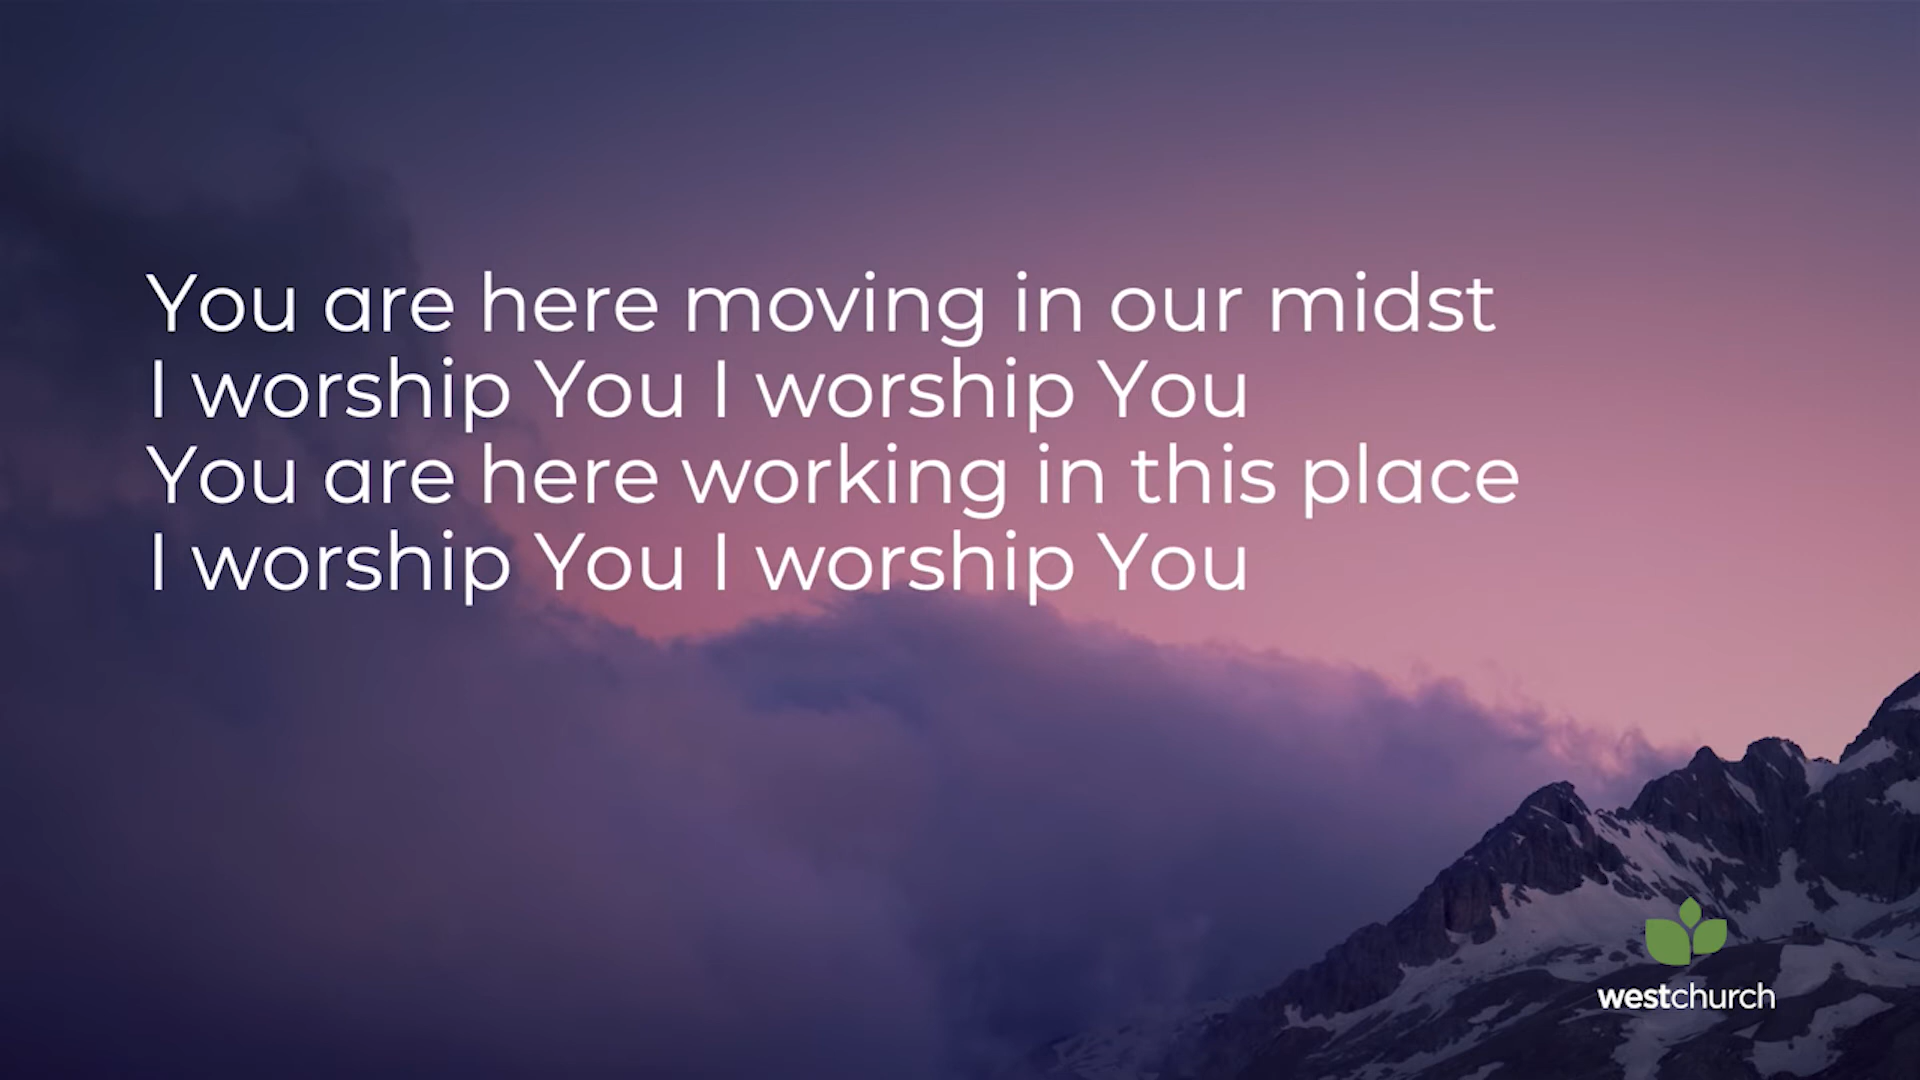 You are here moving in our midst
I worship You I worship You
You are here working in this place
I worship You I worship You
westchurch